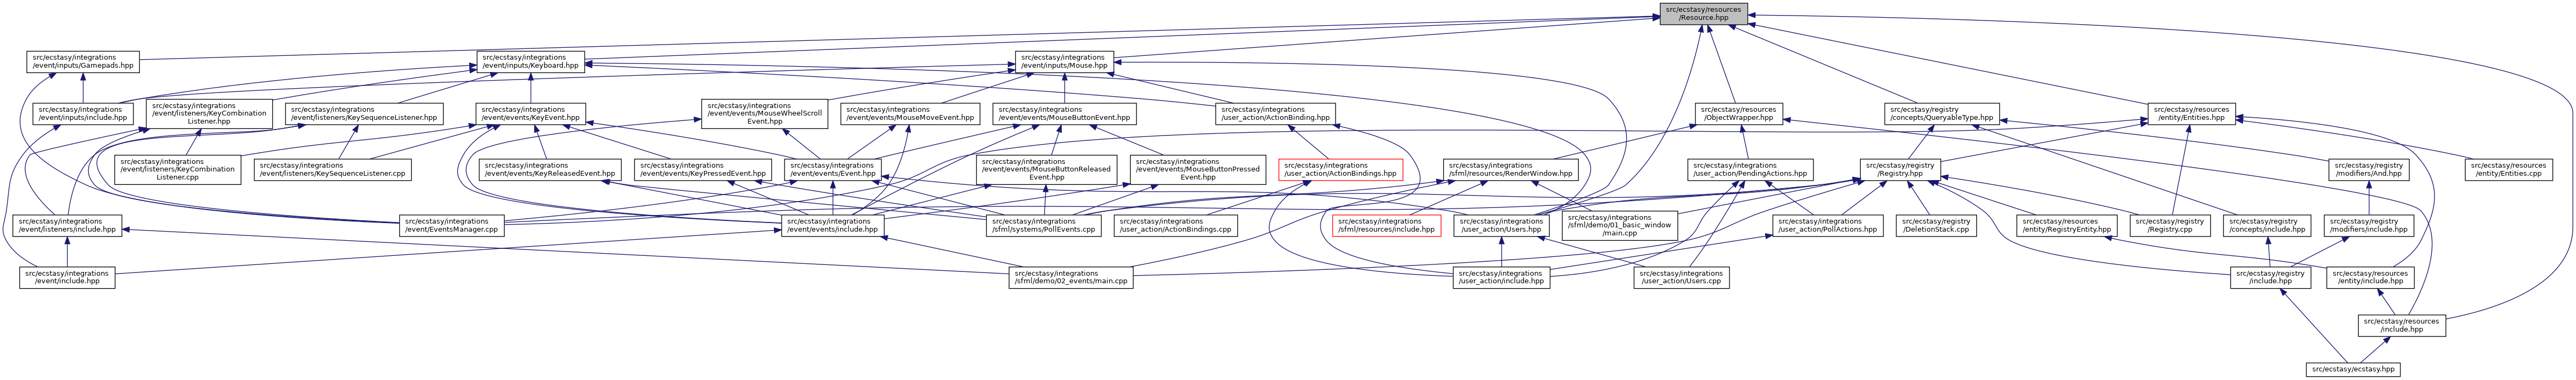 src/ecstasy/resources
/Resource.hpp
src/ecstasy/integrations
/event/inputs/Gamepads.hpp
src/ecstasy/integrations
/event/inputs/Keyboard.hpp
src/ecstasy/integrations
/event/inputs/Mouse.hpp
src/ecstasy/integrations
/event/inputs/include.hpp
src/ecstasy/integrations
/event/listeners/KeyCombination
Listener.hpp
src/ecstasy/integrations
/event/listeners/KeySequenceListener.hpp
src/ecstasy/integrations
/event/events/KeyEvent.hpp
src/ecstasy/integrations
/event/events/MouseWheelScroll
Event.hpp
src/ecstasy/integrations
/event/events/MouseMoveEvent.hpp
src/ecstasy/integrations
/event/events/MouseButtonEvent.hpp
src/ecstasy/integrations
/user_action/ActionBinding.hpp
src/ecstasy/resources
/ObjectWrapper.hpp
src/ecstasy/registry
/concepts/QueryableType.hpp
src/ecstasy/resources
/entity/Entities.hpp
src/ecstasy/integrations
/event/listeners/KeyCombination
Listener.cpp
src/ecstasy/integrations
/event/listeners/KeySequenceListener.cpp
src/ecstasy/integrations
/event/events/KeyReleasedEvent.hpp
src/ecstasy/integrations
/event/events/KeyPressedEvent.hpp
src/ecstasy/integrations
/event/events/Event.hpp
src/ecstasy/integrations
/event/events/MouseButtonReleased
Event.hpp
src/ecstasy/integrations
/event/events/MouseButtonPressed
Event.hpp
src/ecstasy/integrations
/user_action/ActionBindings.hpp
src/ecstasy/integrations
/sfml/resources/RenderWindow.hpp
src/ecstasy/integrations
/user_action/PendingActions.hpp
src/ecstasy/registry
/Registry.hpp
src/ecstasy/registry
/modifiers/And.hpp
src/ecstasy/resources
/entity/Entities.cpp
src/ecstasy/integrations
/event/listeners/include.hpp
src/ecstasy/integrations
/event/EventsManager.cpp
src/ecstasy/integrations
/event/events/include.hpp
src/ecstasy/integrations
/sfml/systems/PollEvents.cpp
src/ecstasy/integrations
/user_action/ActionBindings.cpp
src/ecstasy/integrations
/sfml/resources/include.hpp
src/ecstasy/integrations
/user_action/Users.hpp
src/ecstasy/integrations
/sfml/demo/01_basic_window
/main.cpp
src/ecstasy/integrations
/user_action/PollActions.hpp
src/ecstasy/registry
/DeletionStack.cpp
src/ecstasy/resources
/entity/RegistryEntity.hpp
src/ecstasy/registry
/Registry.cpp
src/ecstasy/registry
/concepts/include.hpp
src/ecstasy/registry
/modifiers/include.hpp
src/ecstasy/integrations
/event/include.hpp
src/ecstasy/integrations
/sfml/demo/02_events/main.cpp
src/ecstasy/integrations
/user_action/include.hpp
src/ecstasy/integrations
/user_action/Users.cpp
src/ecstasy/registry
/include.hpp
src/ecstasy/resources
/entity/include.hpp
src/ecstasy/resources
/include.hpp
src/ecstasy/ecstasy.hpp